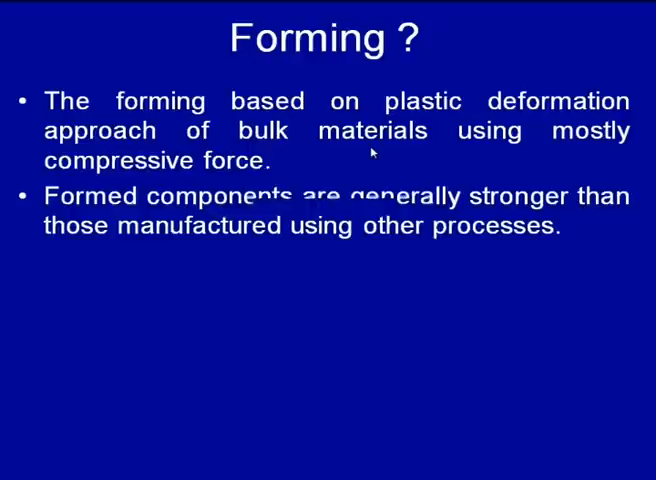 Forming ?
• The forming based on plastic deformation
approach of bulk materials using mostly
compressive force.
• Formed components are generally stronger than
those manufactured using other processes.